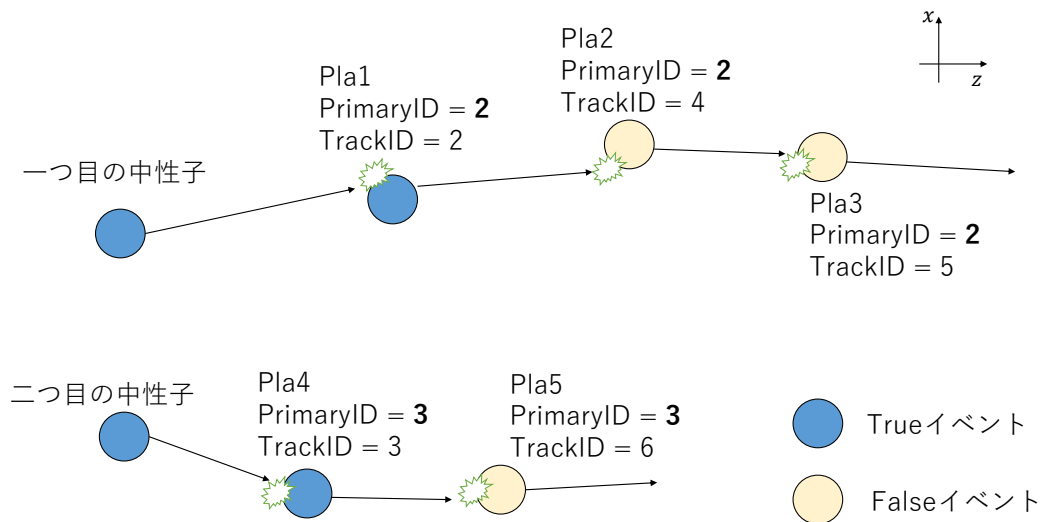 x
z
一つ目の中性子
Pla1
PrimaryID = 2
TrackID = 2
Pla2
PrimaryID = 2
TrackID = 4
Pla3
PrimaryID = 2
TrackID = 5
二つ目の中性子
Pla4
PrimaryID = 3
TrackID = 3
Pla5
PrimaryID = 3
TrackID = 6
Trueイベント
Falseイベント